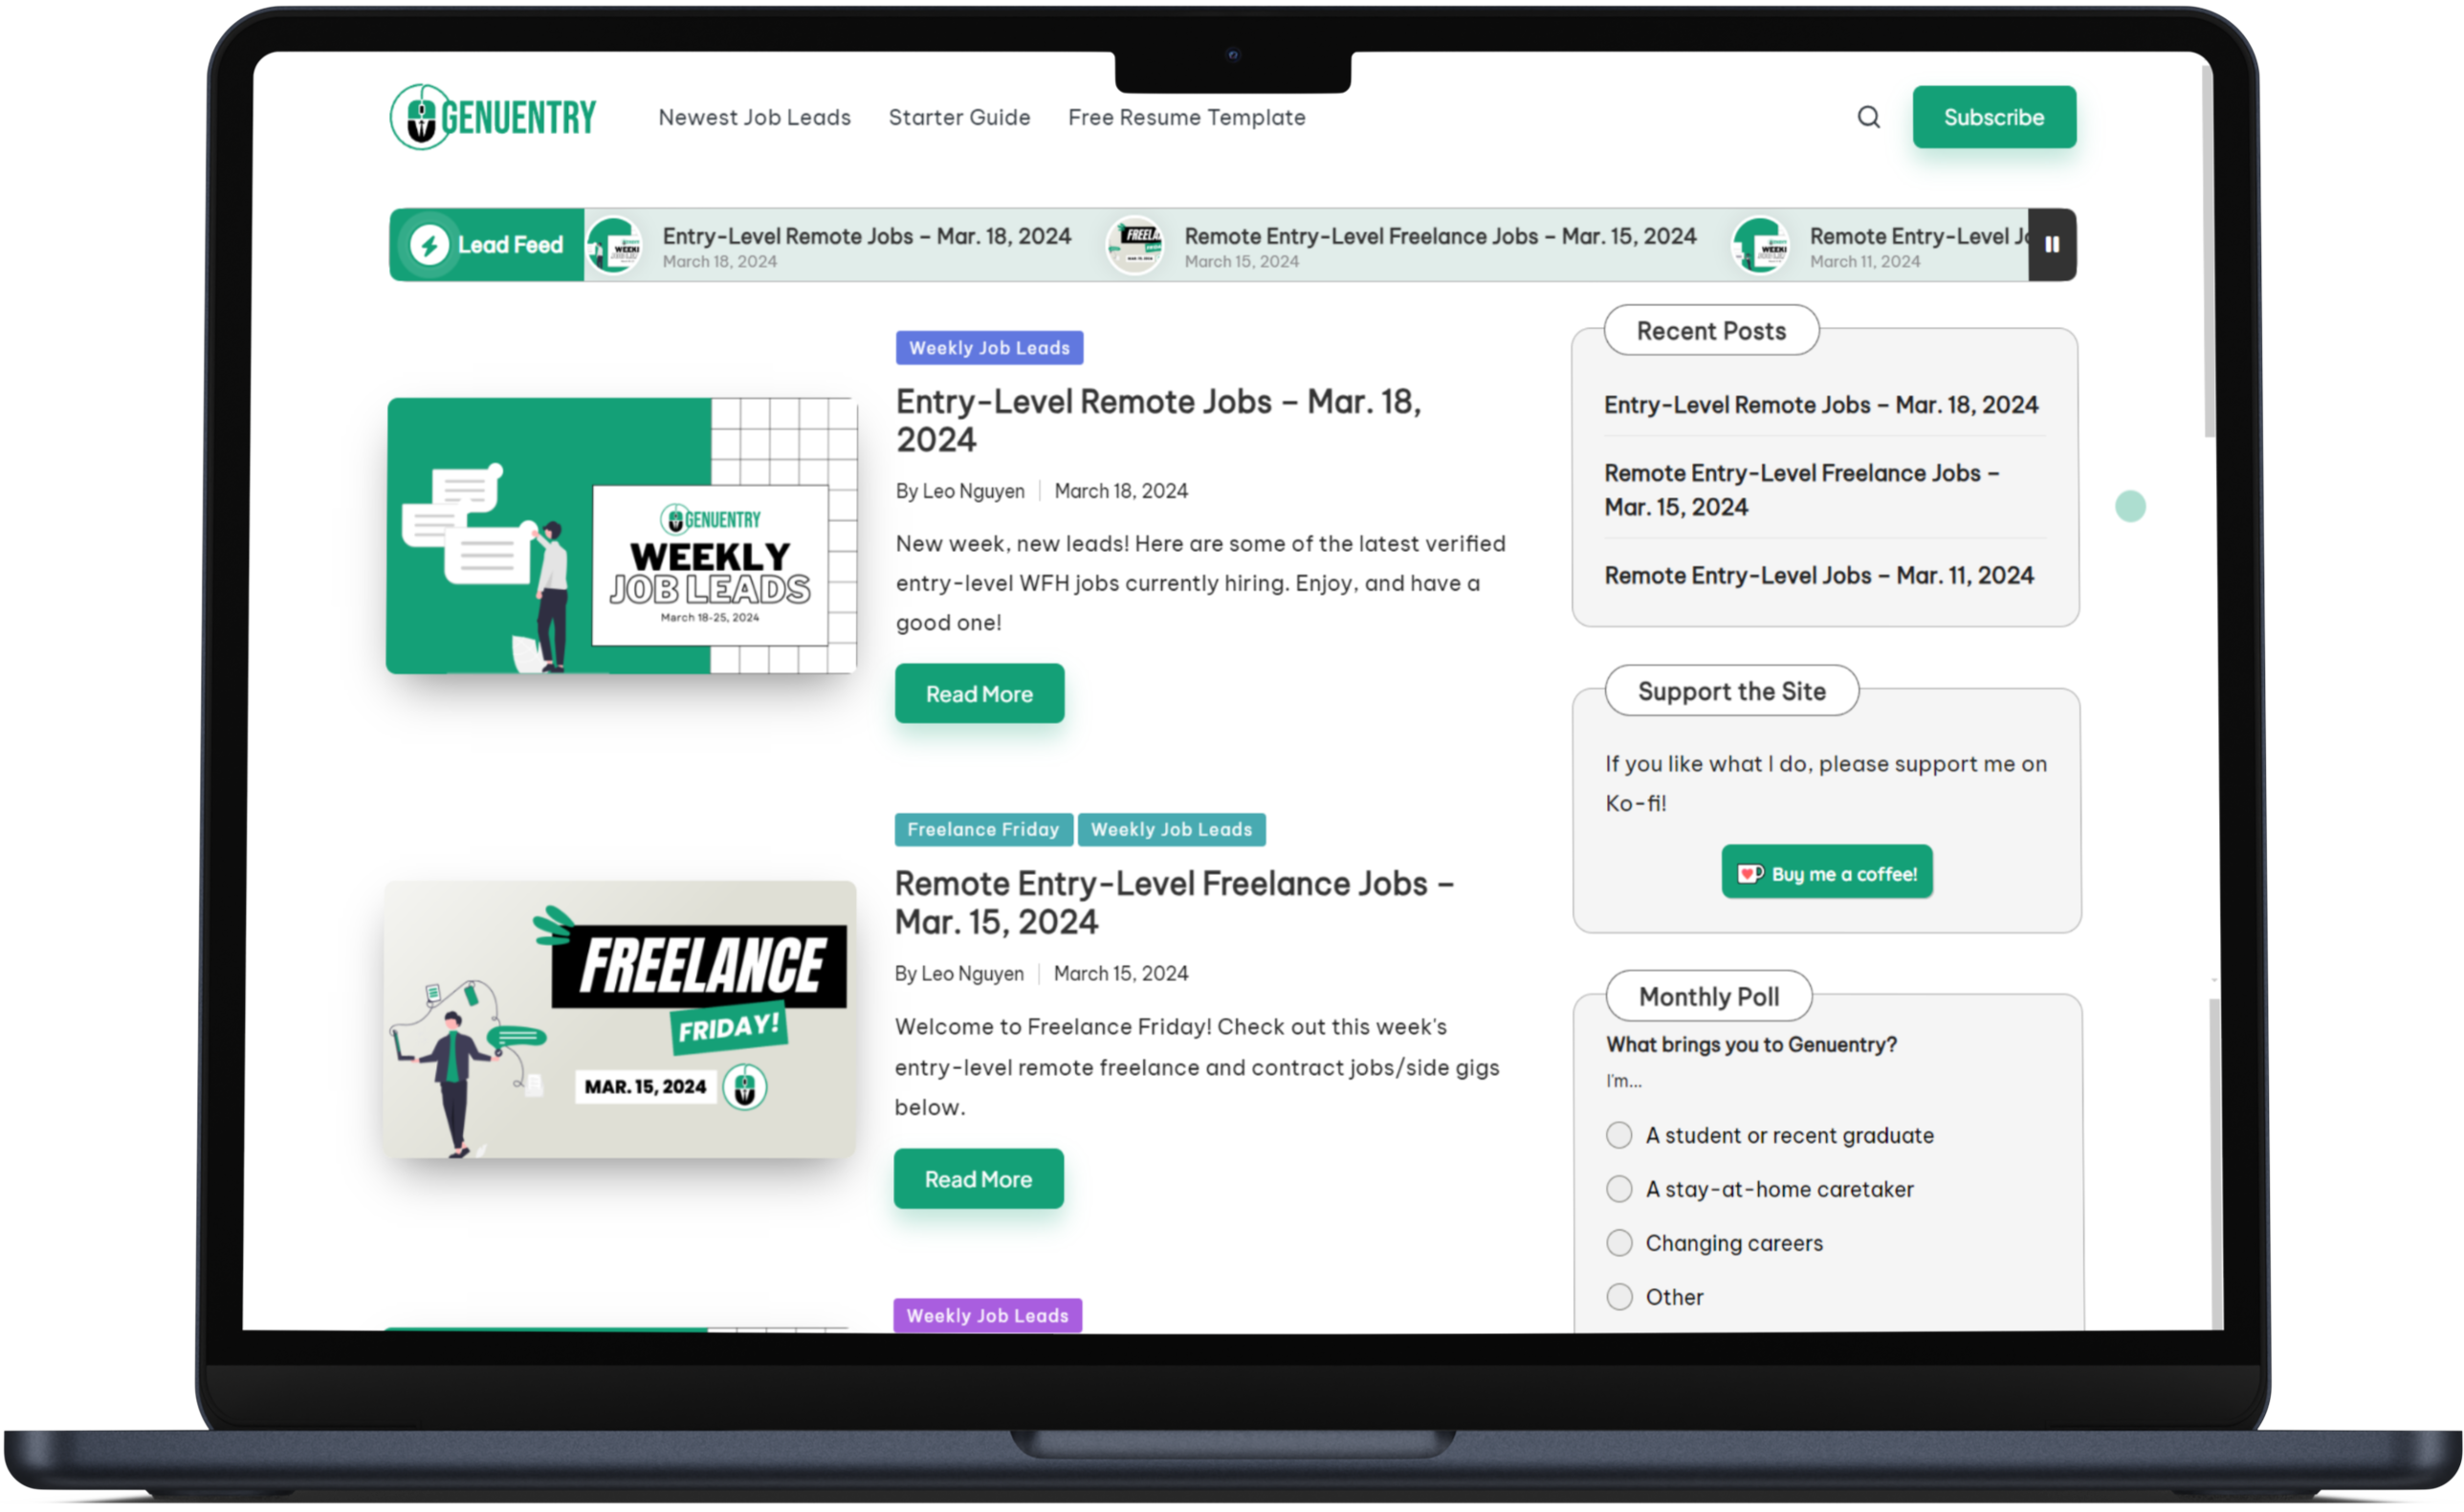 GENUENTRY
Newest Job Leads
Starter Guide
Free Resume Template
Subscribe
Lead Feed
Entry-Level Remote Jobs – Mar. 18, 2024
March 18, 2024
Remote Entry-Level Freelance Jobs – Mar. 15, 2024
March 15, 2024
Remote Entry-Level Jo
March 11, 2024
GENUENTRY
WEEKLY
JOB LEADS
March 18-25, 2024
Weekly Job Leads
Entry-Level Remote Jobs – Mar. 18,
2024
By Leo Nguyen
March 18, 2024
New week, new leads! Here are some of the latest verified
entry-level WFH jobs currently hiring. Enjoy, and have a
good one!
Read More
FREELANCE
FRIDAY!
MAR. 15, 2024
Freelance Friday
Weekly Job Leads
Remote Entry-Level Freelance Jobs –
Mar. 15, 2024
By Leo Nguyen
March 15, 2024
Welcome to Freelance Friday! Check out this week's
entry-level remote freelance and contract jobs/side gigs
below.
Read More
Weekly Job Leads
Recent Posts
Entry-Level Remote Jobs – Mar. 18, 2024
Remote Entry-Level Freelance Jobs –
Mar. 15, 2024
Remote Entry-Level Jobs – Mar. 11, 2024
Support the Site
If you like what I do, please support me on
Ko-fi!
Buy me a coffee!
Monthly Poll
What brings you to Genuentry?
I'm...
A student or recent graduate
A stay-at-home caretaker
Changing careers
Other